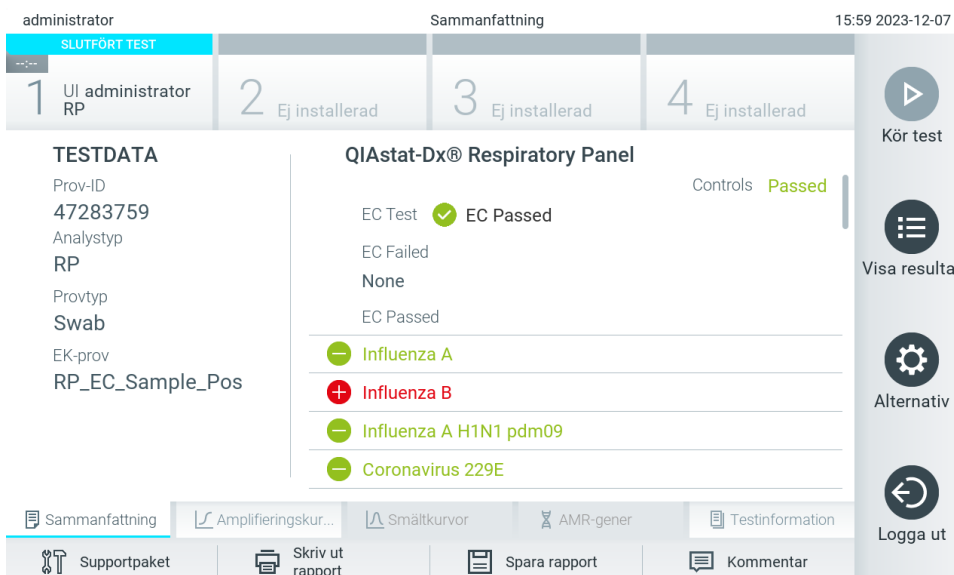 administrator
Sammanfattning
15:59 2023-12-07
SLUTFÖRT TEST
--:--
1
UI administrator
RP
2 Ej installerad
3 Ej installerad
4 Ej installerad
Kör test
Visa resulta
Alternativ
Logga ut
TESTDATA
Prov-ID
47283759
Analystyp
RP
Provtyp
Swab
EK-prov
RP_EC_Sample_Pos
QIAstat-Dx® Respiratory Panel
Controls Passed
EC Test EC Passed
EC Failed
None
EC Passed
Influenza A
Influenza B
Influenza A H1N1 pdm09
Coronavirus 229E
Sammanfattning
Amplifieringskur...
Smältkurvor
AMR-gener
Testinformation
Supportpaket
Skriv ut
rapport
Spara rapport
Kommentar